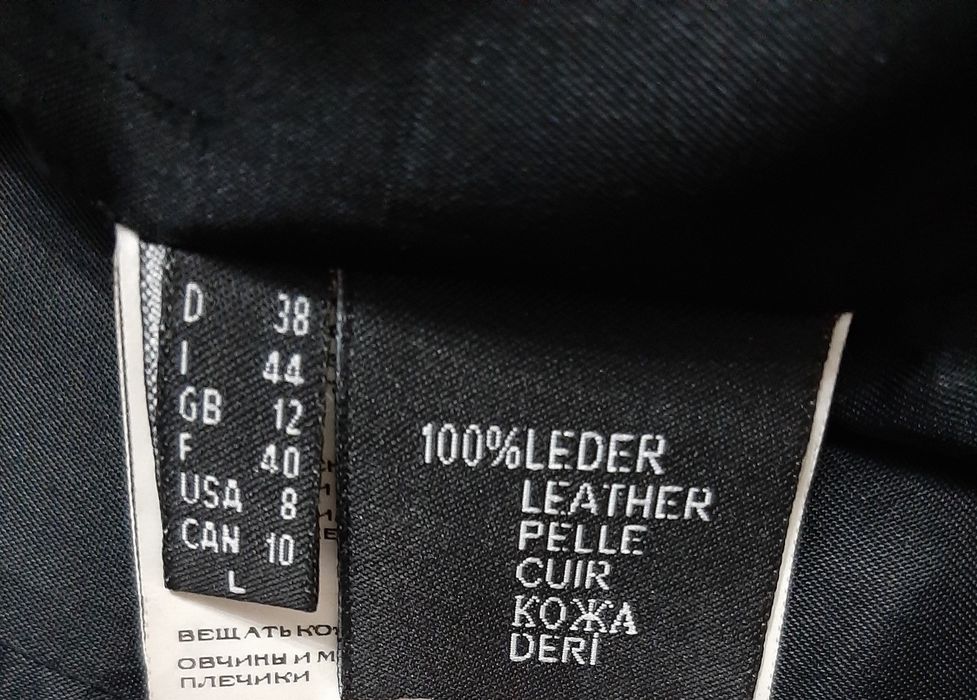 D 38
I 44
GB 12
F 40
USA 8
CAN 10
L
100%LEDER
LEATHER
PELLE
CUIR
КОЖА
DERİ
ВЕЩАТЬ
ОВЧИНЫ И
ПЛЕЧИКИ